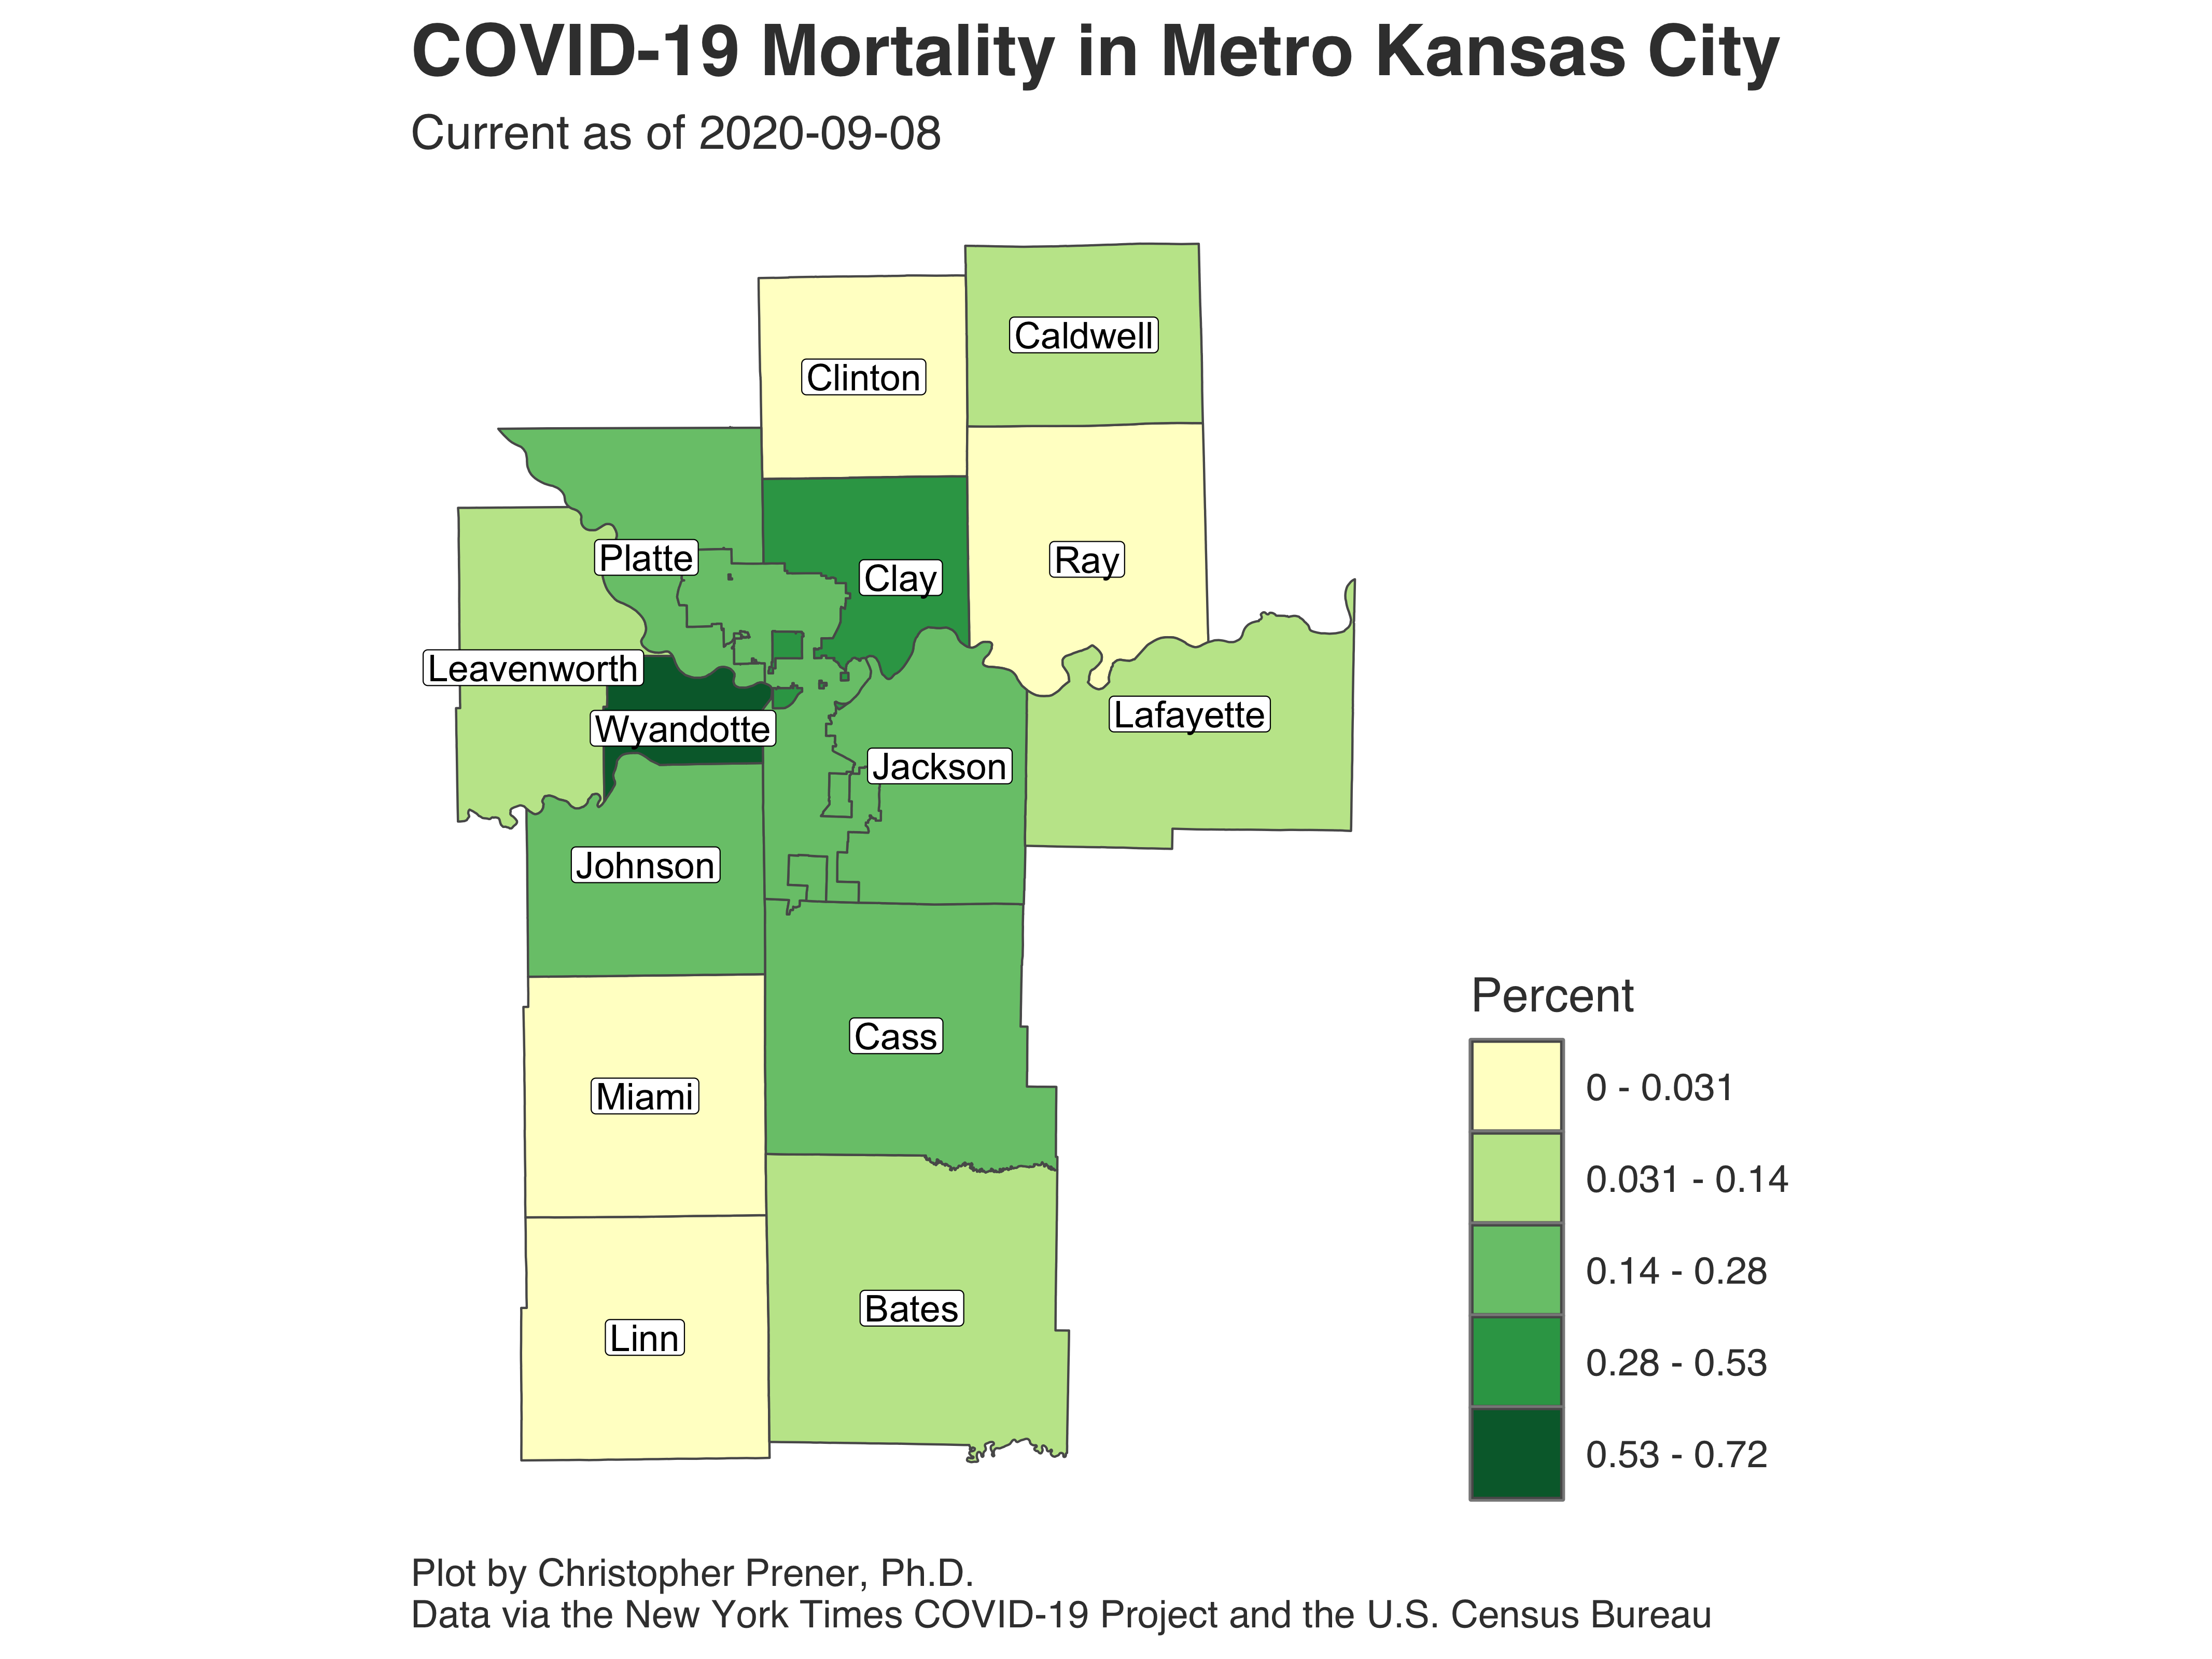 COVID-19 Mortality in Metro Kansas City
Current as of 2020-09-08
Caldwell
Clinton
Platte
Clay
Ray
Leavenworth
Wyandotte
Lafayette
Jackson
Johnson
Cass
Miami
Bates
Linn
Percent
0 - 0.031
0.031 - 0.14
0.14 - 0.28
0.28 - 0.53
0.53 - 0.72
Plot by Christopher Prener, Ph.D.
Data via the New York Times COVID-19 Project and the U.S. Census Bureau